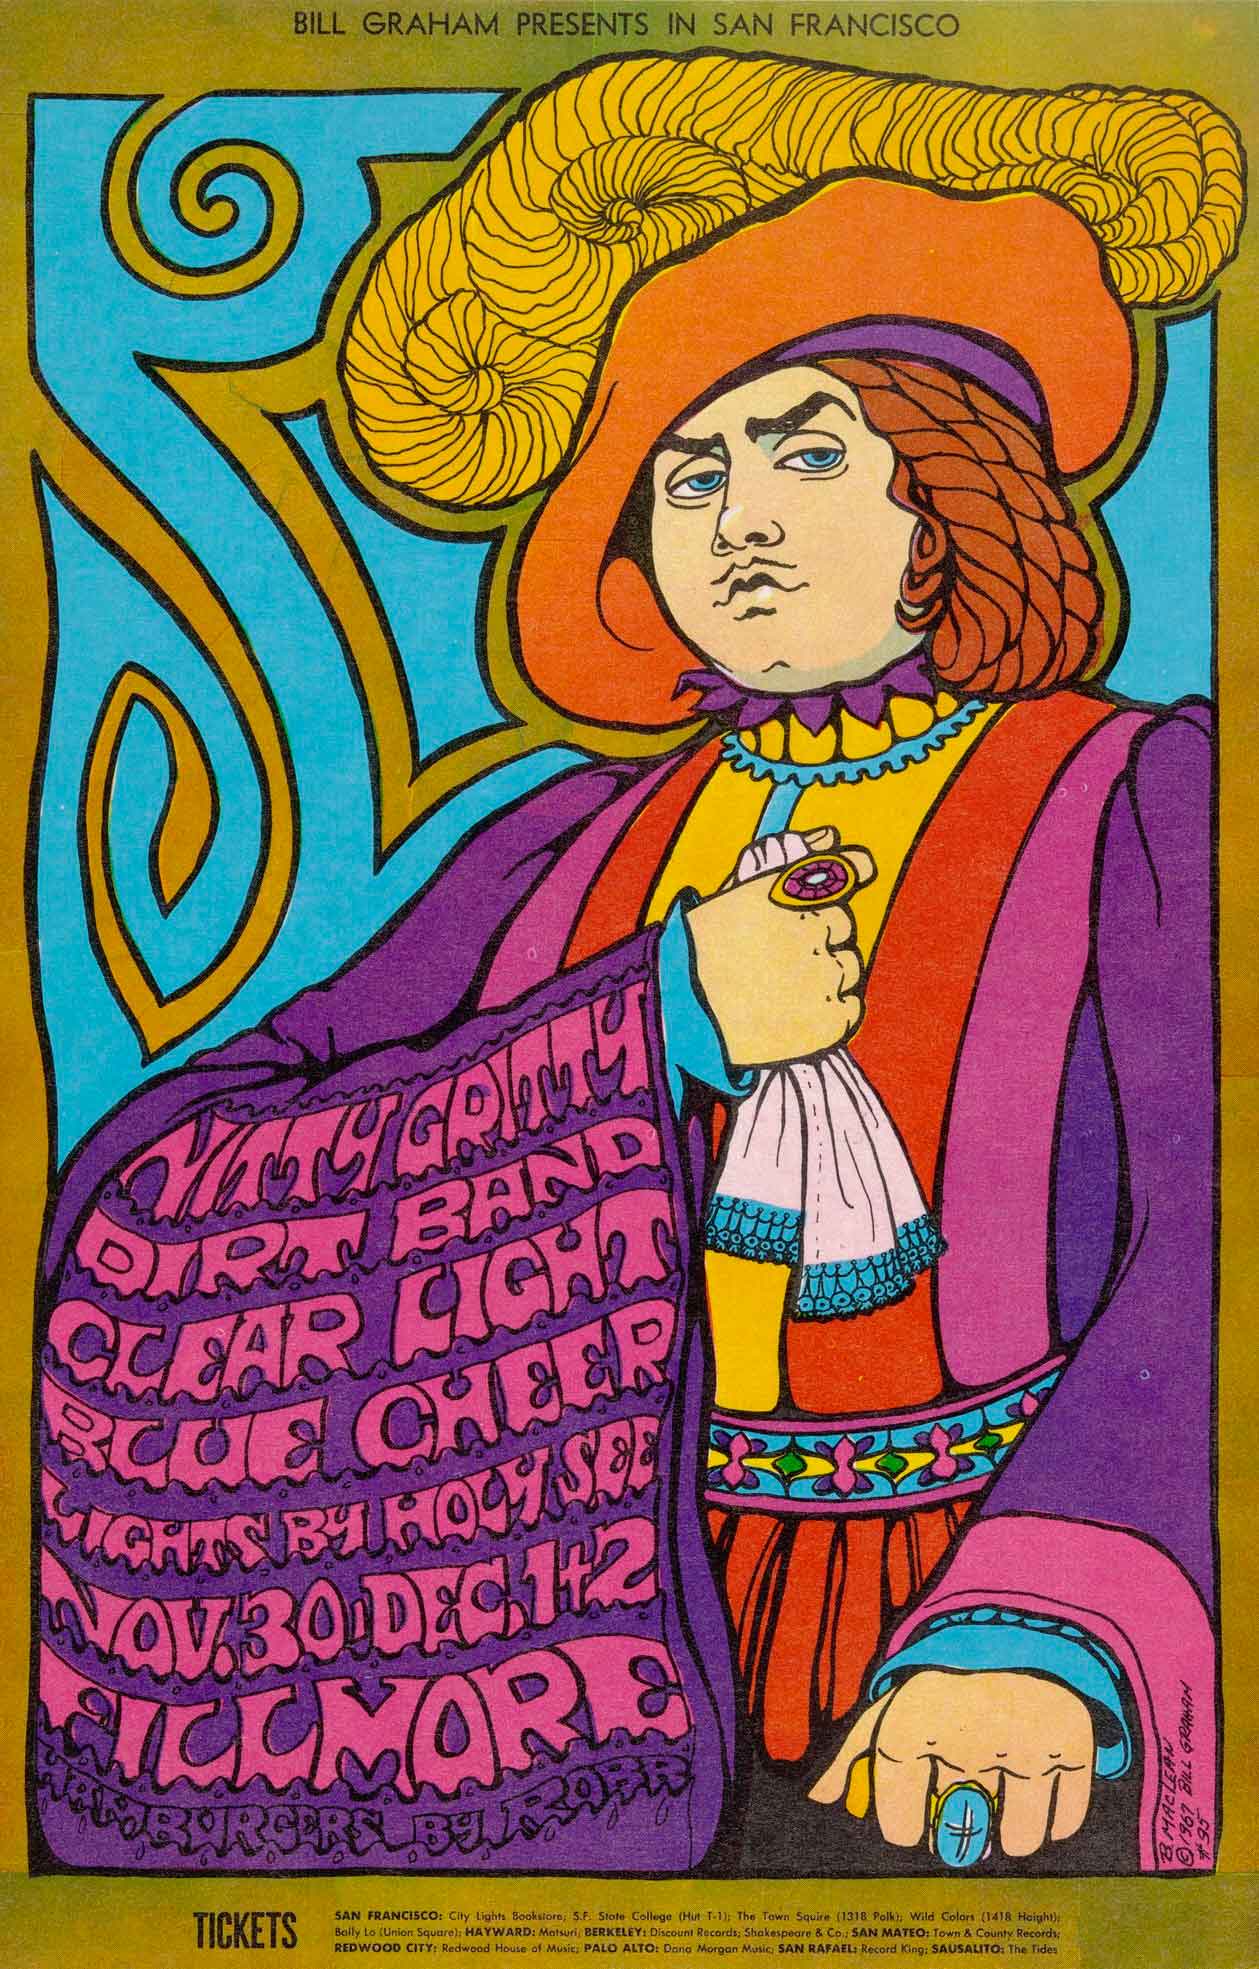 BILL GRAHAM PRESENTS IN SAN FRANCISCO
NITTY GRITTY
DIRT BAND
CLEAR LIGHT
BLUE CHEER
LIGHTS BY HOLY SEE
NOV. 30. DEC. 1+2
FILLMORE
HAMBURGERS BY ROAR
B. MACLEAN
© 1967 BILL GRAHAM
# 95
TICKETS
SAN FRANCISCO: City Lights Bookstore; S.F. State College (Hut T-1); The Town Squire (1318 Polk); Wild Colors (1418 Haight);
Bally Lo (Union Square); HAYWARD: Matsuri; BERKELEY: Discount Records; Shakespeare & Co.; SAN MATEO: Town & County Records;
REDWOOD CITY: Redwood House of Music; PALO ALTO: Dana Morgan Music; SAN RAFAEL: Record King; SAUSALITO: The Tides